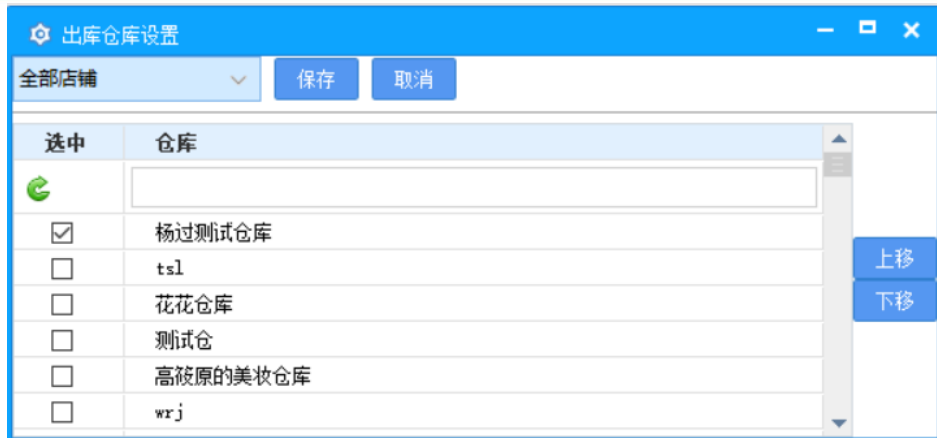 出库仓库设置
全部店铺 保存 取消
选中 仓库
杨过测试仓库
tsl
上移
花花仓库
下移
测试仓
高筱原的美妆仓库
wrj